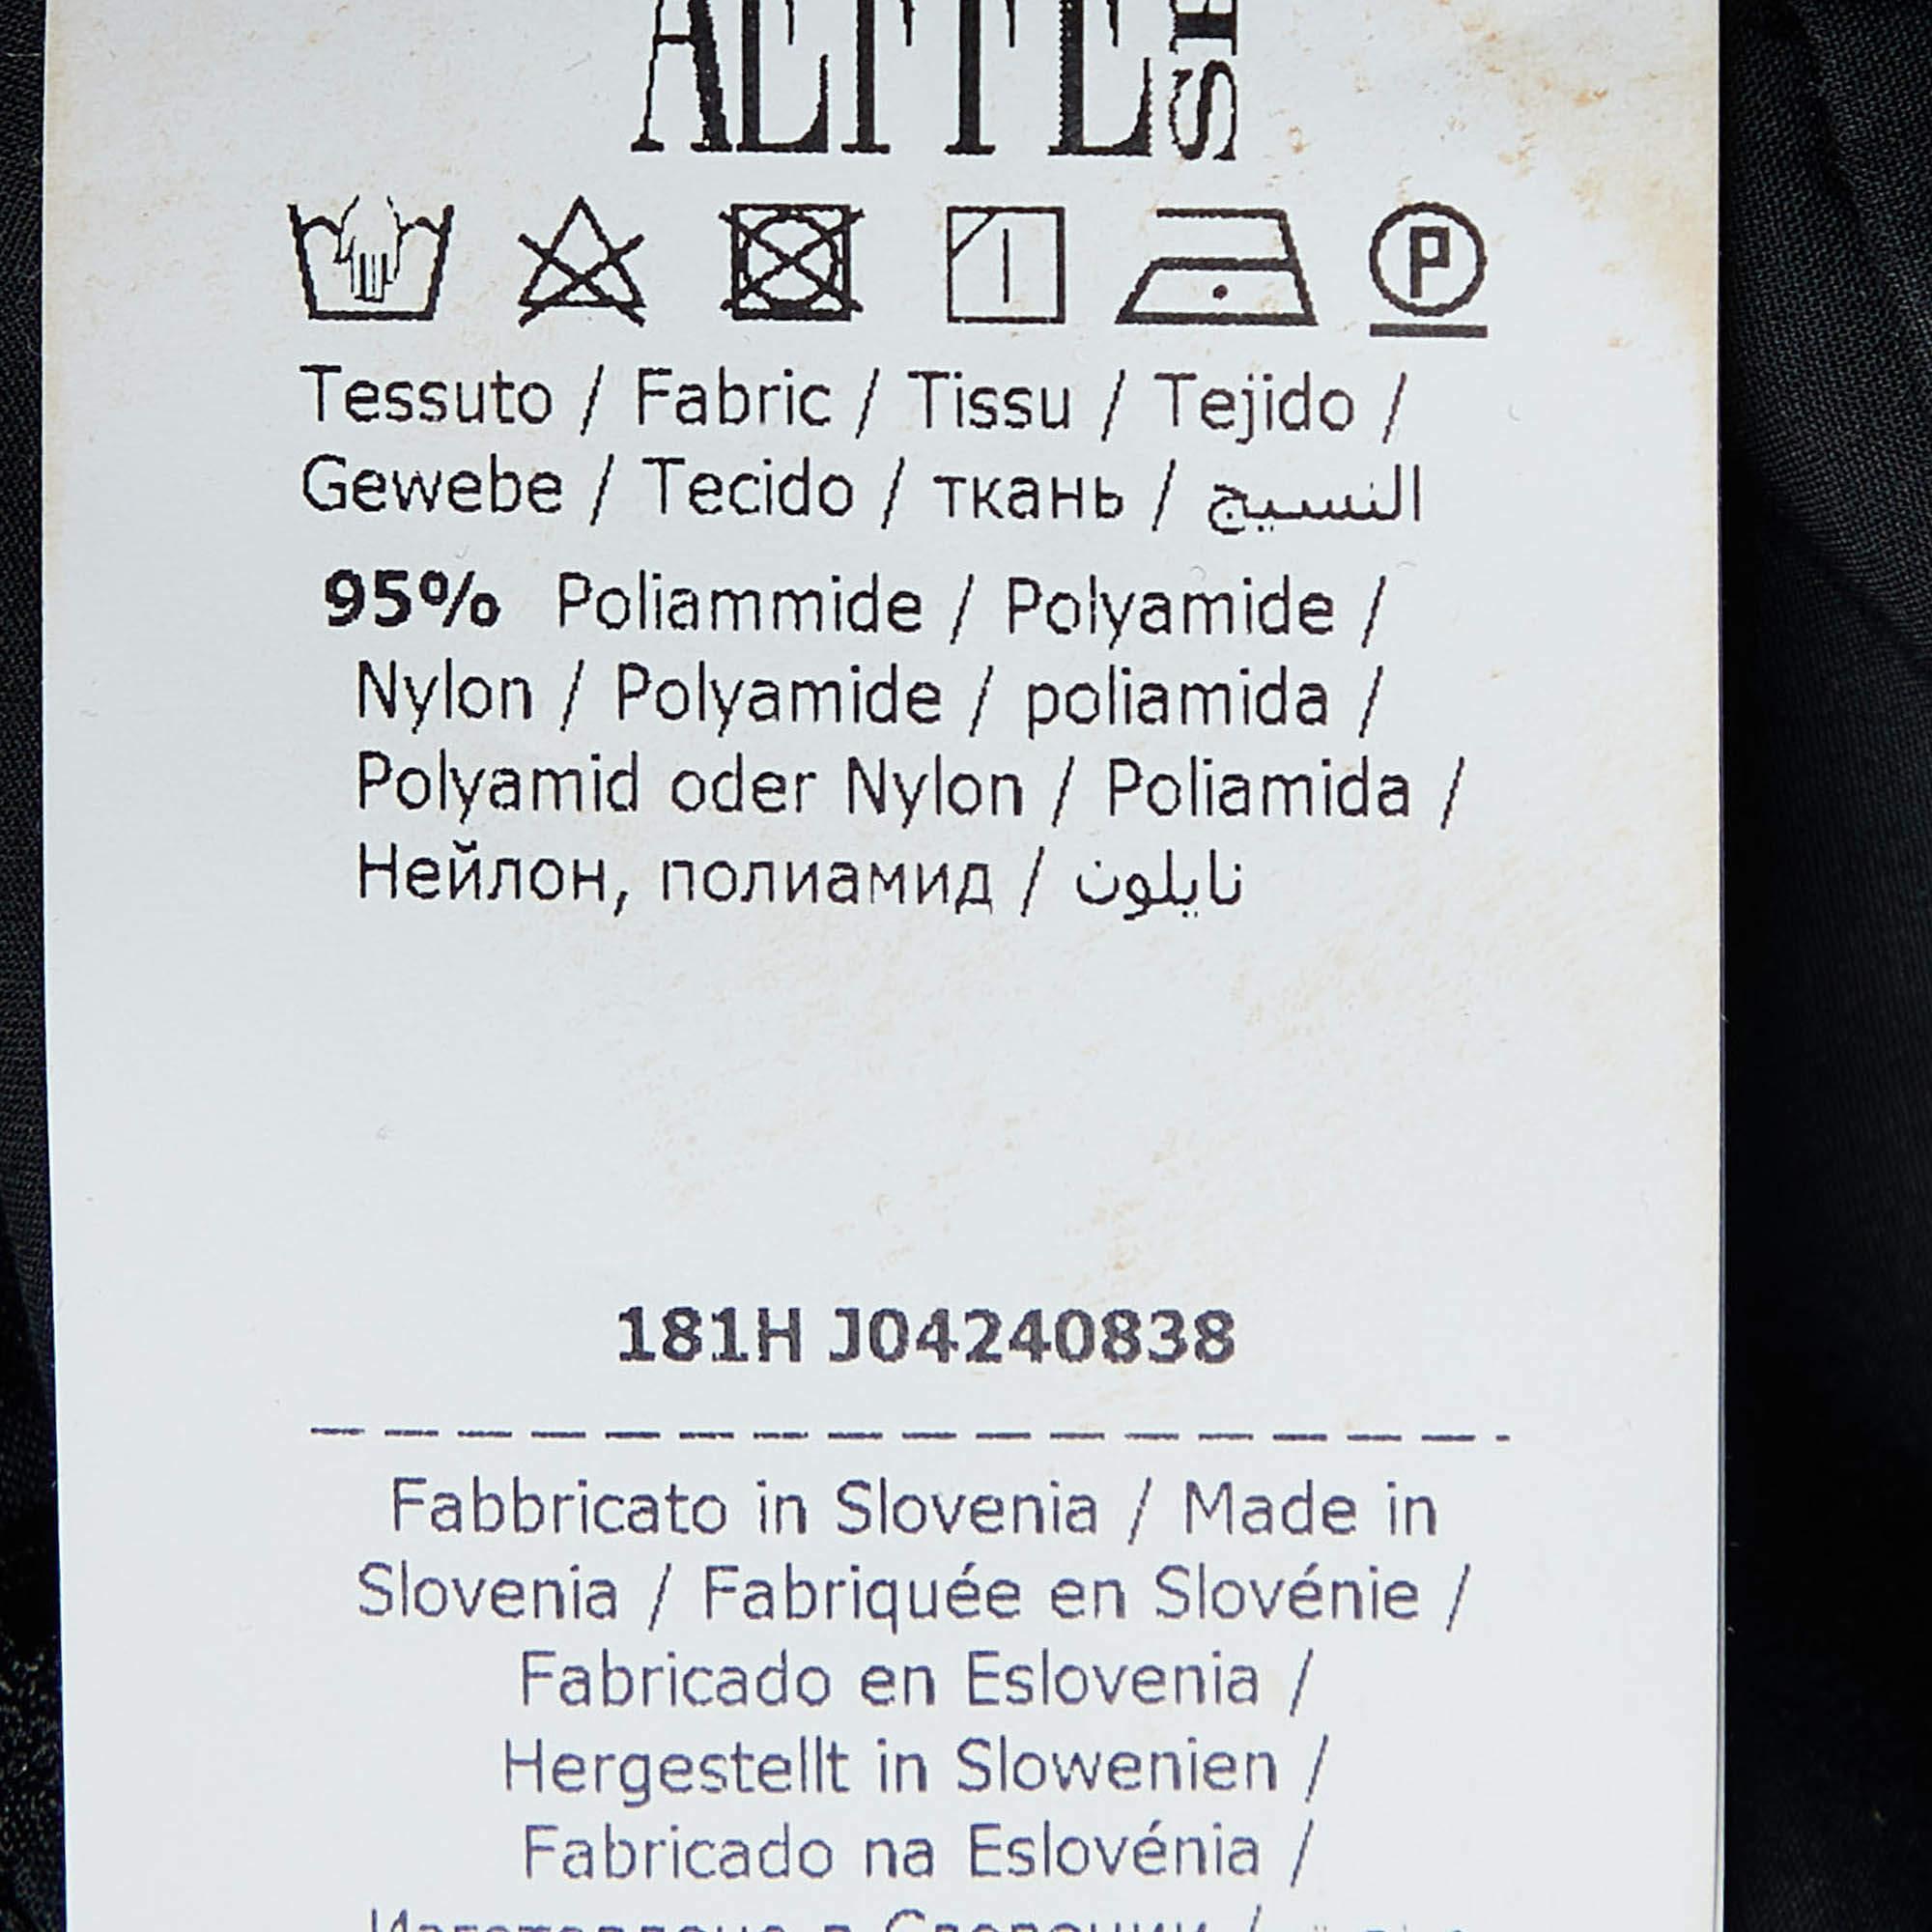 AEFFE
P
Tessuto / Fabric / Tissu / Tejido /
Gewebe / Tecido / ткань / النسيج
95% Poliammide / Polyamide /
Nylon / Polyamide / poliamida /
Polyamid oder Nylon / Poliamida /
Нейлон, полиамид / نايلون
181H J04240838
Fabbricato in Slovenia / Made in
Slovenia / Fabriquée en Slovénie /
Fabricado en Eslovenia /
Hergestellt in Slowenien /
Fabricado na Eslovénia /